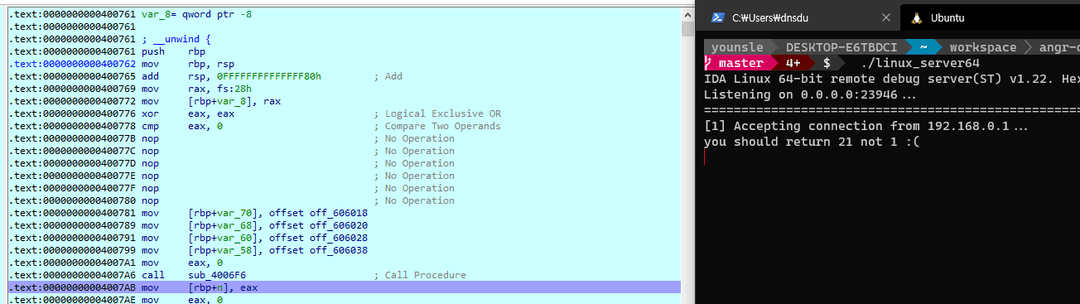 .text:0000000000400761 var_8= qword ptr -8
.text:0000000000400761
.text:0000000000400761 ; __unwind {
.text:0000000000400761 push rbp
.text:0000000000400762 mov rbp, rsp
.text:0000000000400765 add rsp, 0FFFFFFFFFFFFFF80h ; Add
.text:0000000000400769 mov rax, fs:28h
.text:0000000000400772 mov [rbp+var_8], rax
.text:0000000000400776 xor eax, eax ; Logical Exclusive OR
.text:0000000000400778 cmp eax, 0 ; Compare Two Operands
.text:000000000040077B nop ; No Operation
.text:000000000040077C nop ; No Operation
.text:000000000040077D nop ; No Operation
.text:000000000040077E nop ; No Operation
.text:000000000040077F nop ; No Operation
.text:0000000000400780 nop ; No Operation
.text:0000000000400781 mov [rbp+var_70], offset off_606018
.text:0000000000400789 mov [rbp+var_68], offset off_606020
.text:0000000000400791 mov [rbp+var_60], offset off_606028
.text:0000000000400799 mov [rbp+var_58], offset off_606038
.text:00000000004007A1 mov eax, 0
.text:00000000004007A6 call sub_4006F6 ; Call Procedure
.text:00000000004007AB mov [rbp+n], eax
.text:00000000004007AE mov eax, 0
C:₩Users₩dnsdu
Ubuntu
younsle DESKTOP-E6TBDCI ~ workspace angr-c
master 4+ $ ./linux_server64
IDA Linux 64-bit remote debug server(ST) v1.22. Hex
Listening on 0.0.0.0:23946...
[1] Accepting connection from 192.168.0.1...
you should return 21 not 1 :(